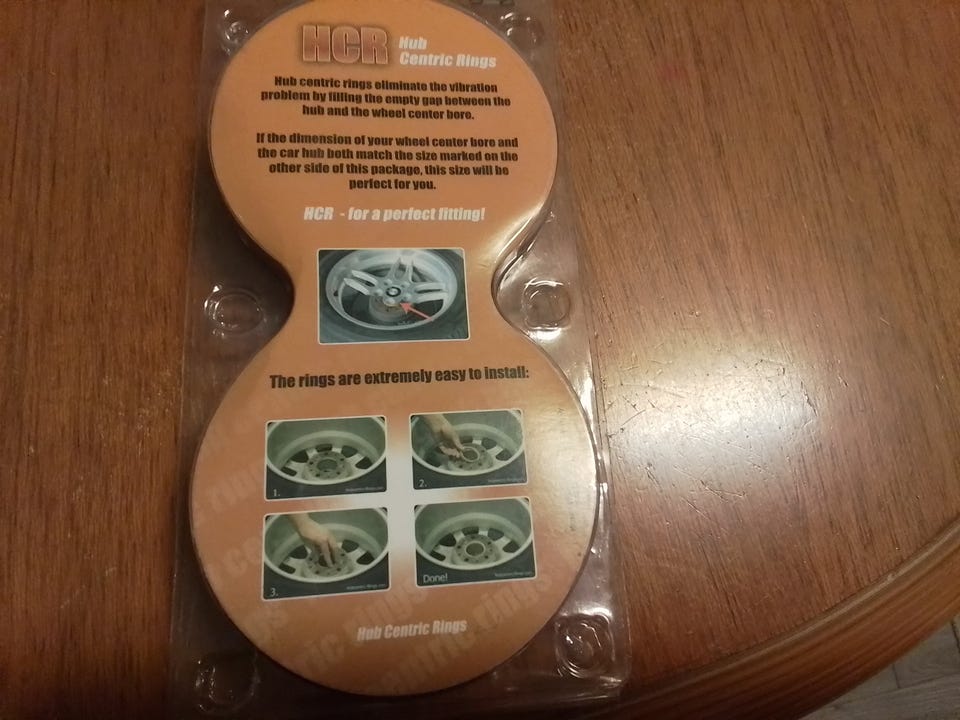 HCR Hub
Centric Rings
Hub centric rings eliminate the vibration
problem by filling the empty gap between the
hub and the wheel center bore.
If the dimension of your wheel center bore and
the car hub both match the size marked on the
other side of this package, this size will be
perfect for you.
HCR - for a perfect fitting!
The rings are extremely easy to install:
1.
2.
3.
Done!
Hub Centric Rings